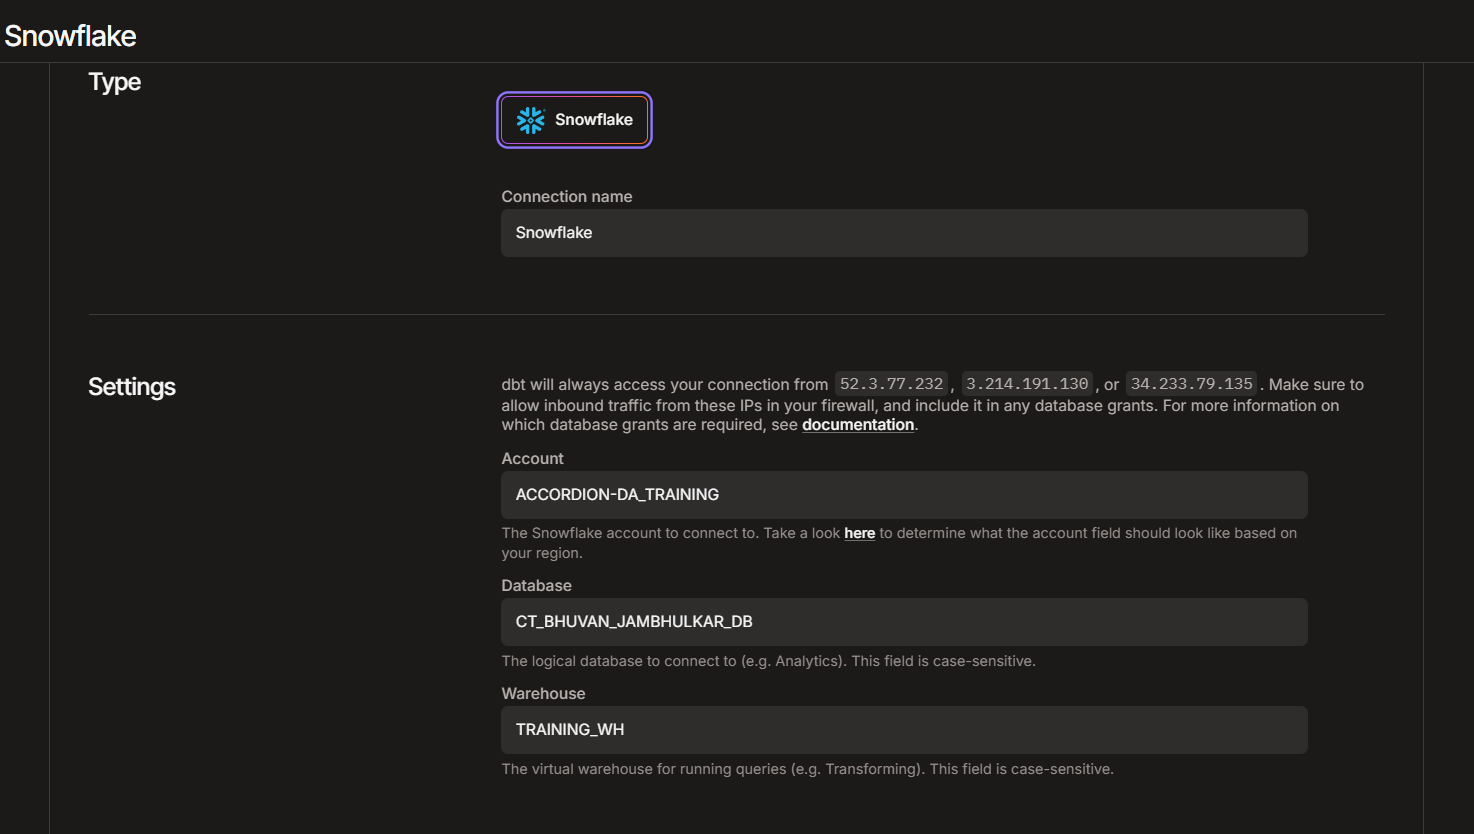 Snowflake
Type
Snowflake
Connection name
Snowflake
Settings
dbt will always access your connection from 52.3.77.232, 3.214.191.130, or 34.233.79.135. Make sure to
allow inbound traffic from these IPs in your firewall, and include it in any database grants. For more information on
which database grants are required, see documentation.
Account
ACCORDION-DA_TRAINING
The Snowflake account to connect to. Take a look here to determine what the account field should look like based on
your region.
Database
CT_BHUVAN_JAMBHULKAR_DB
The logical database to connect to (e.g. Analytics). This field is case-sensitive.
Warehouse
TRAINING_WH
The virtual warehouse for running queries (e.g. Transforming). This field is case-sensitive.